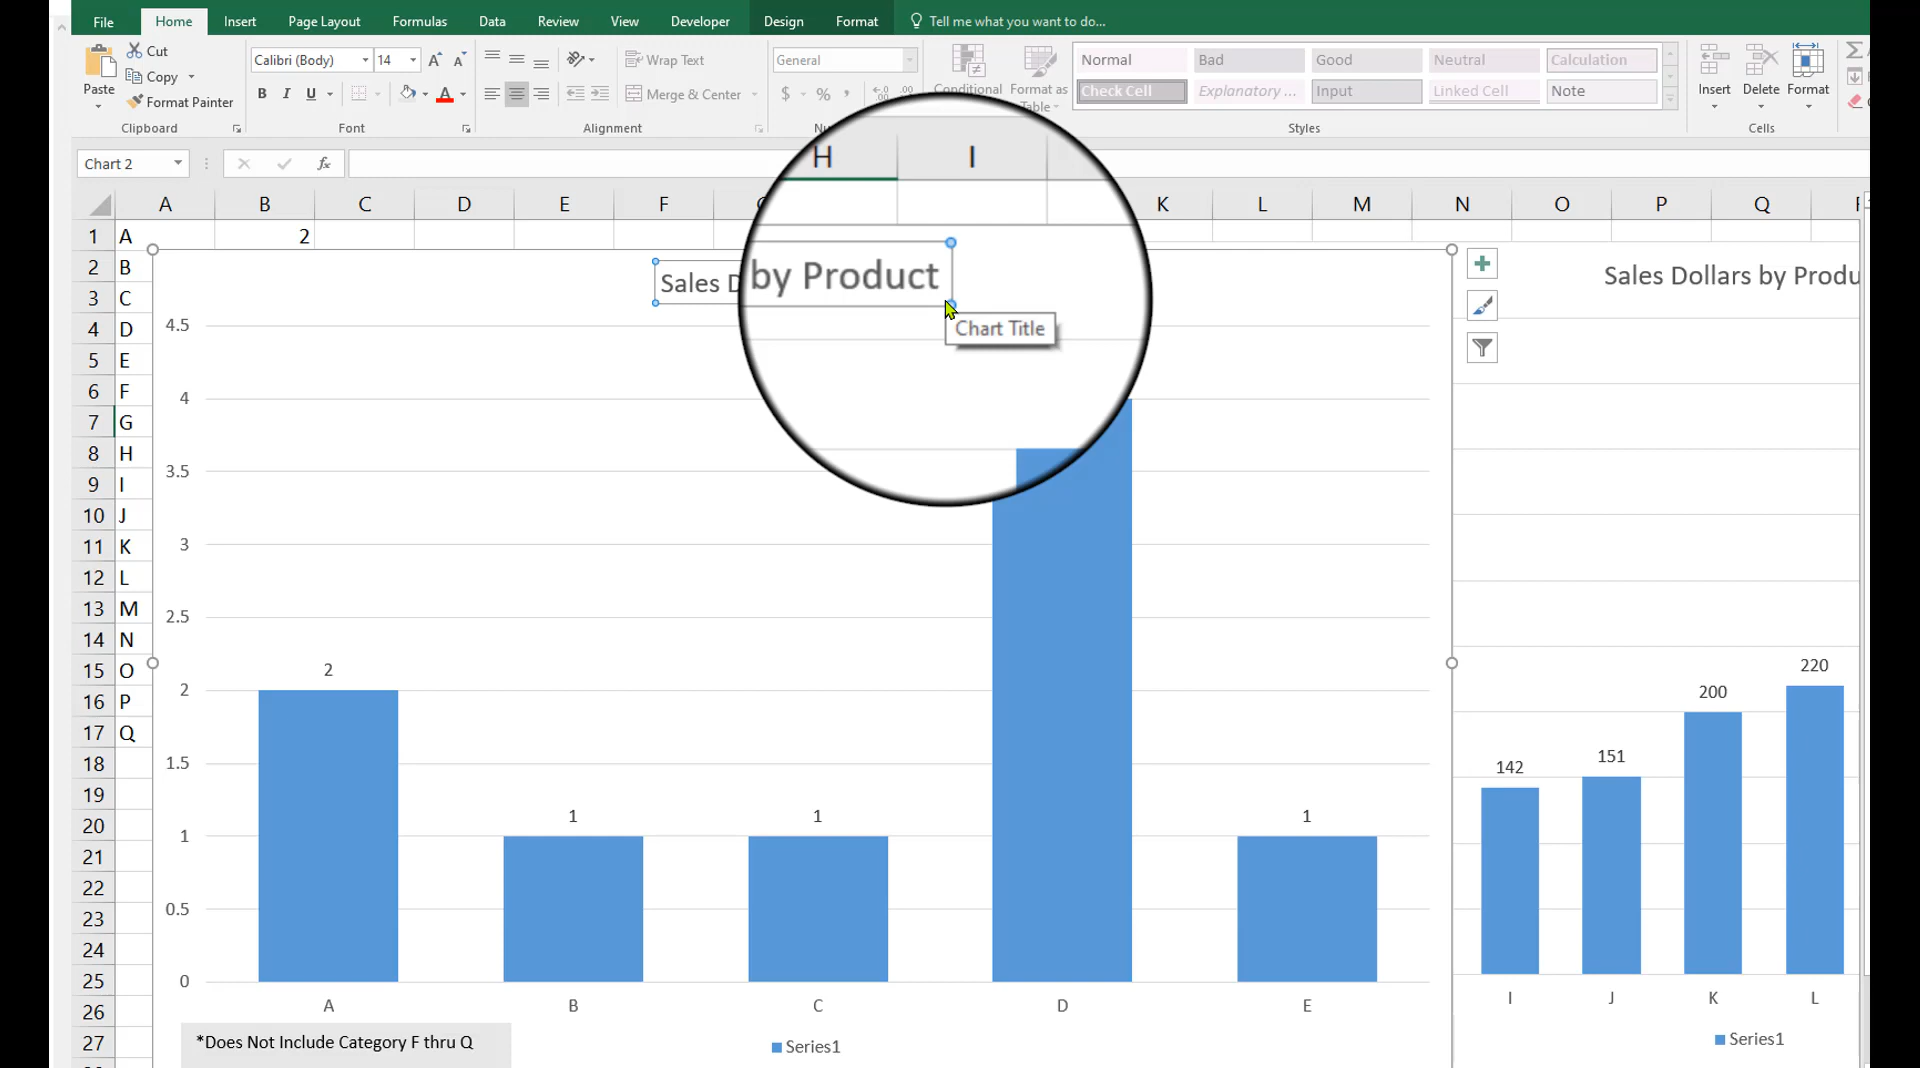 File Home Insert Page Layout Formulas Data Review View Developer Design Format Tell me what you want to do...
Paste
Cut
Copy
Format Painter
Clipboard
Calibri (Body) 14 A A
B I U A
Font
Wrap Text
Merge & Center
Alignment
General
$ % ,
Conditional
Format as
Table
Normal Bad Good Neutral Calculation
Check Cell Explanatory ... Input Linked Cell Note
Styles
Insert Delete Format
Cells
Chart 2 fx
H I
A B C D E F K L M N O P Q
1 A 2
2 B
3 C
4 D
5 E
6 F
7 G
8 H
9 I
10 J
11 K
12 L
13 M
14 N
15 O
16 P
17 Q
18
19
20
21
22
23
24
25
26
27
Sales D
by Product
Chart Title
4.5
4
3.5
3
2.5
2
1.5
1
0.5
0
2 1 1 1
A B C D E
*Does Not Include Category F thru Q
Series1
Sales Dollars by Produ
142 151 200 220
I J K L
Series1